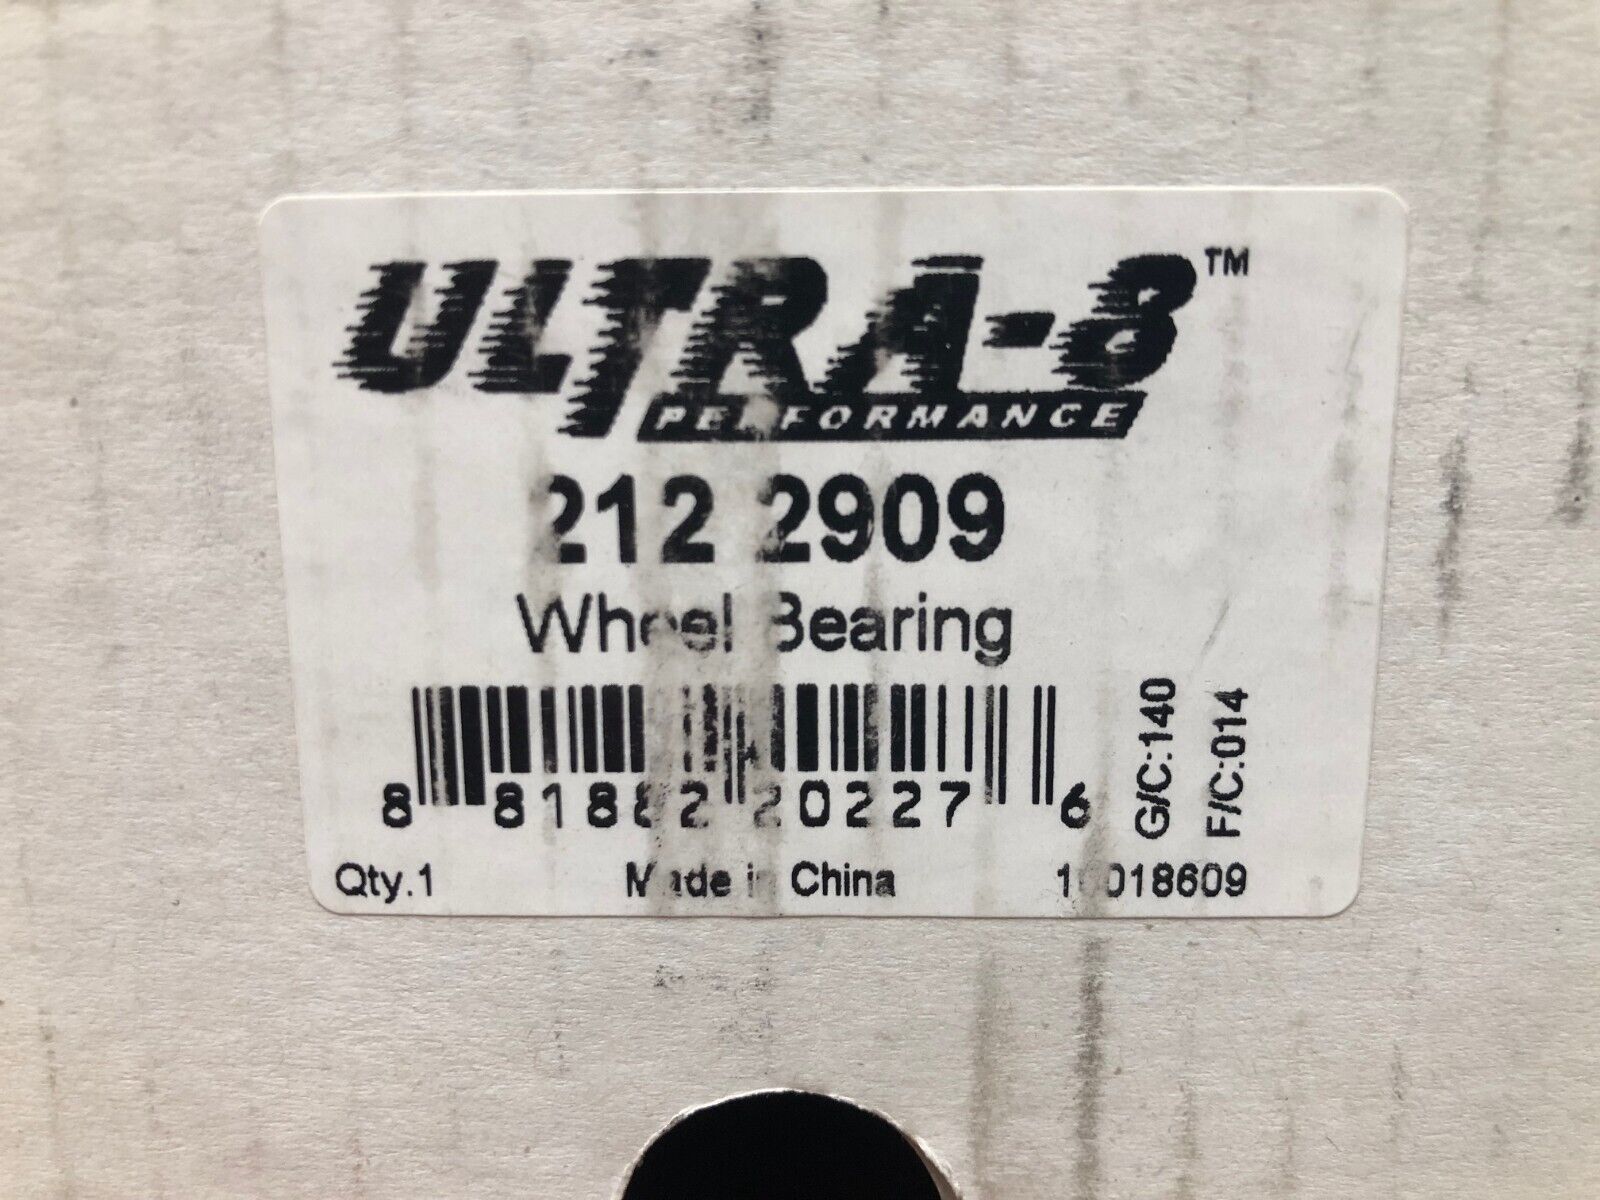 ULTRA-8™
PERFORMANCE
212 2909
Wheel Bearing
8 81882 20227 6
G/C:140
F/C:014
Qty.1 Made in China